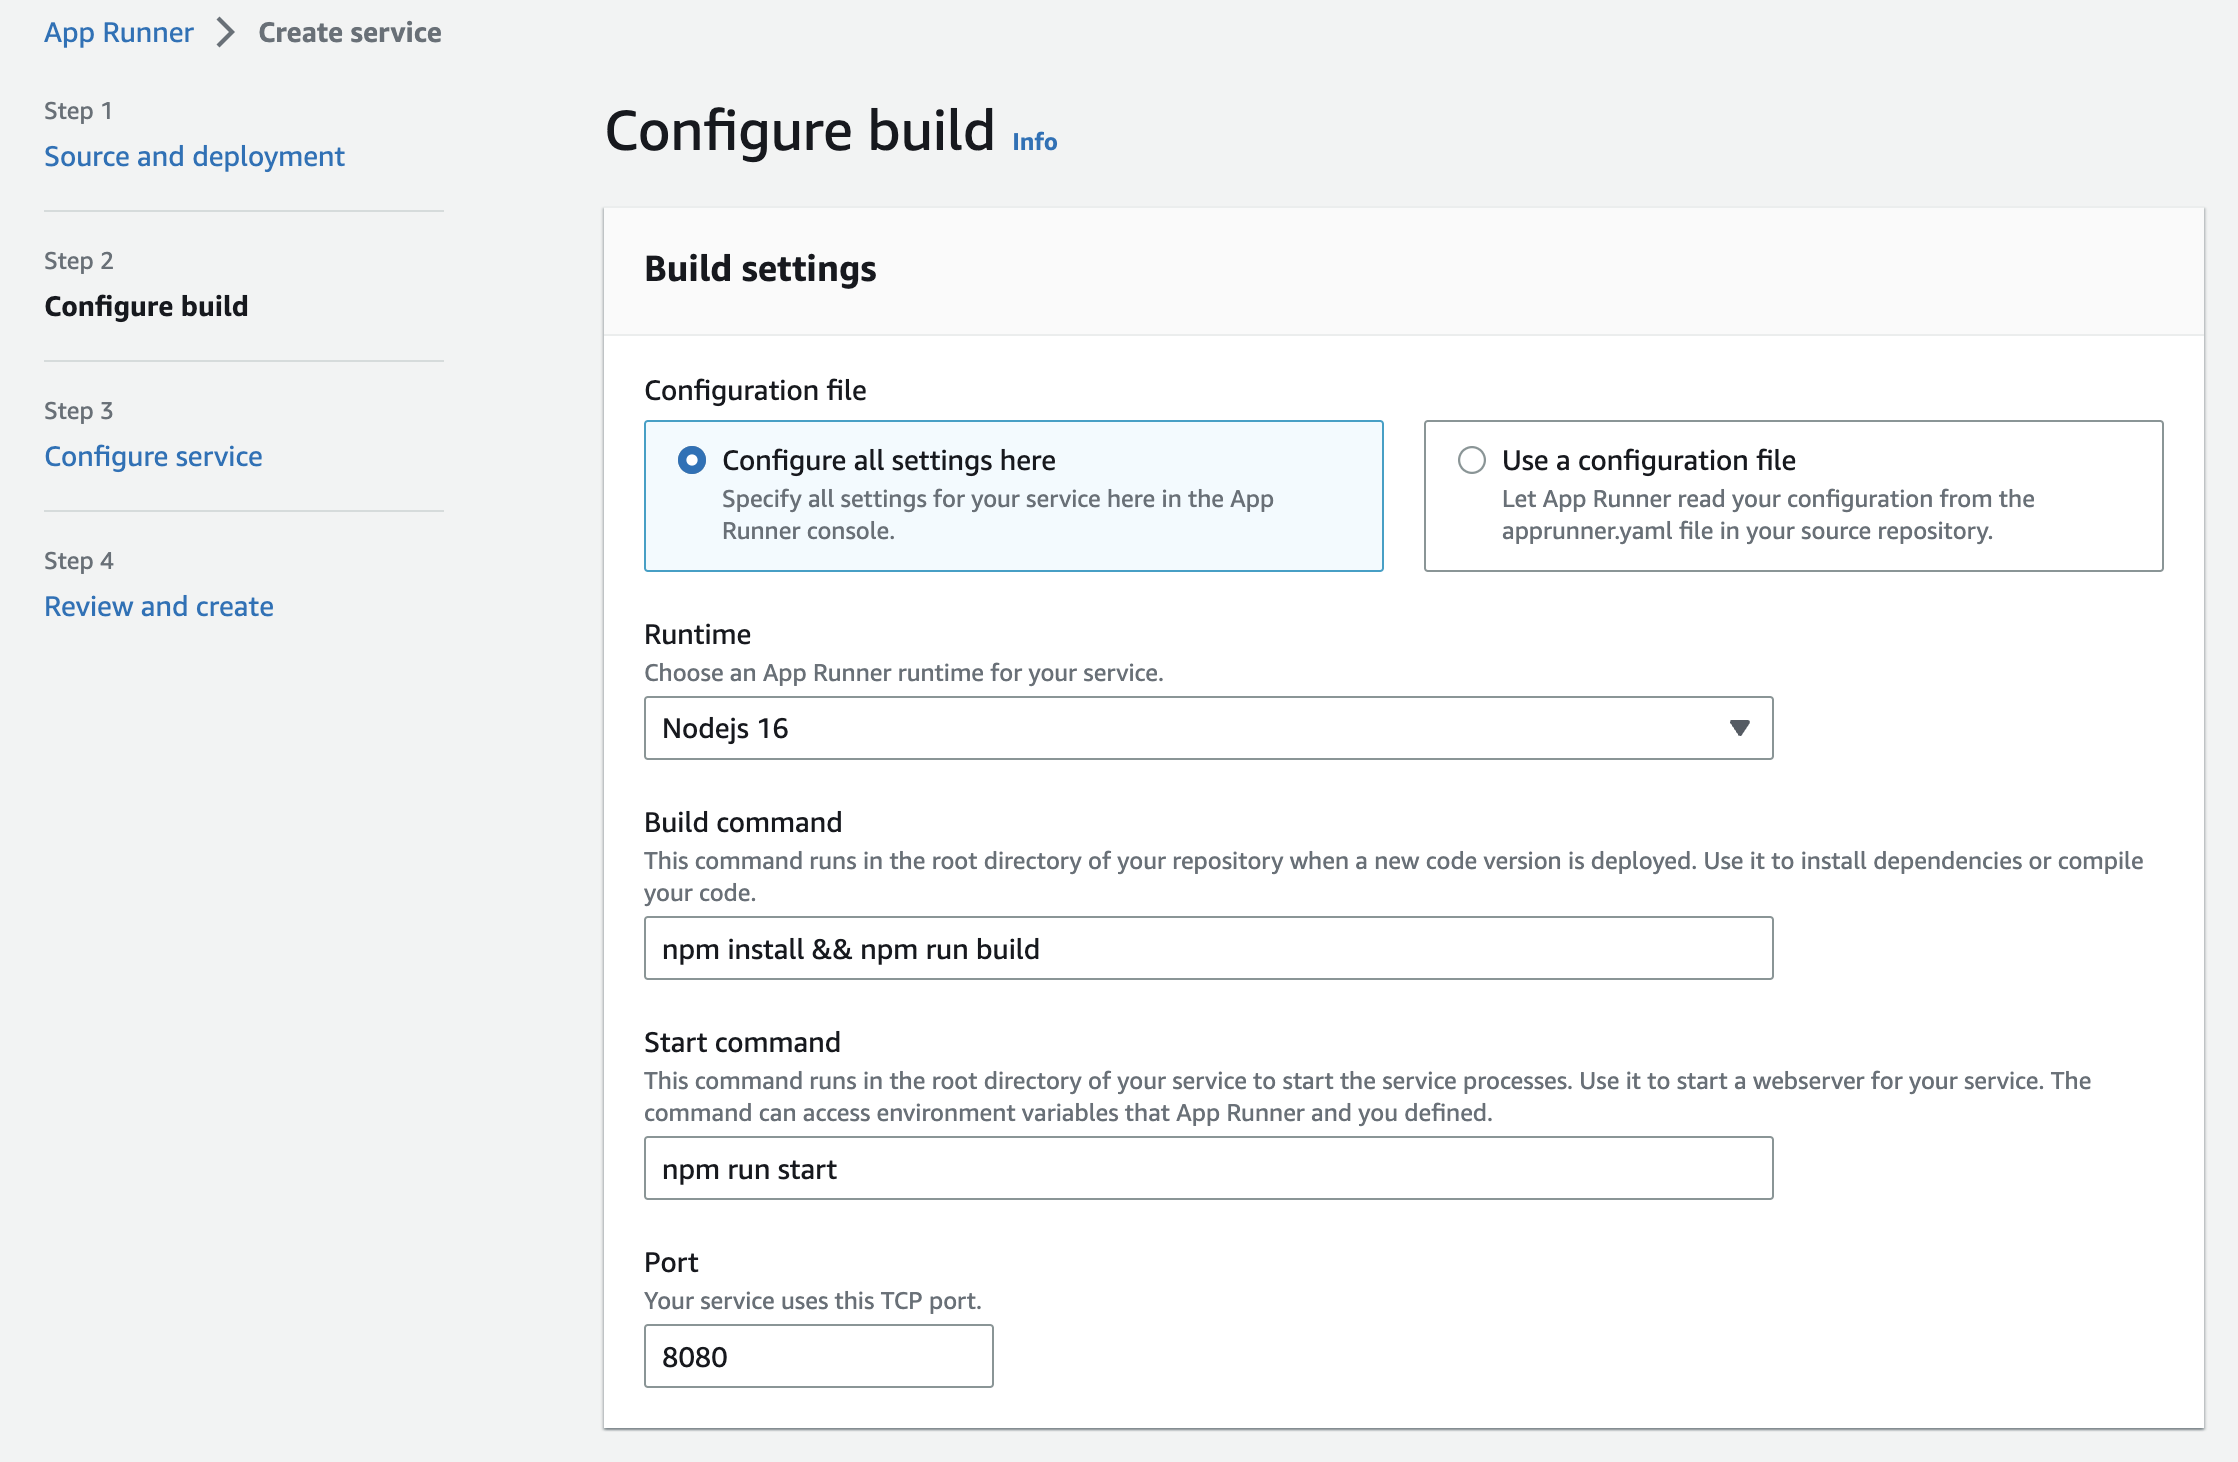 App Runner > Create service
Step 1
Source and deployment
Step 2
Configure build
Step 3
Configure service
Step 4
Review and create
Configure build Info
Build settings
Configuration file
Configure all settings here
Specify all settings for your service here in the App
Runner console.
Use a configuration file
Let App Runner read your configuration from the
apprunner.yaml file in your source repository.
Runtime
Choose an App Runner runtime for your service.
Nodejs 16
Build command
This command runs in the root directory of your repository when a new code version is deployed. Use it to install dependencies or compile
your code.
npm install && npm run build
Start command
This command runs in the root directory of your service to start the service processes. Use it to start a webserver for your service. The
command can access environment variables that App Runner and you defined.
npm run start
Port
Your service uses this TCP port.
8080